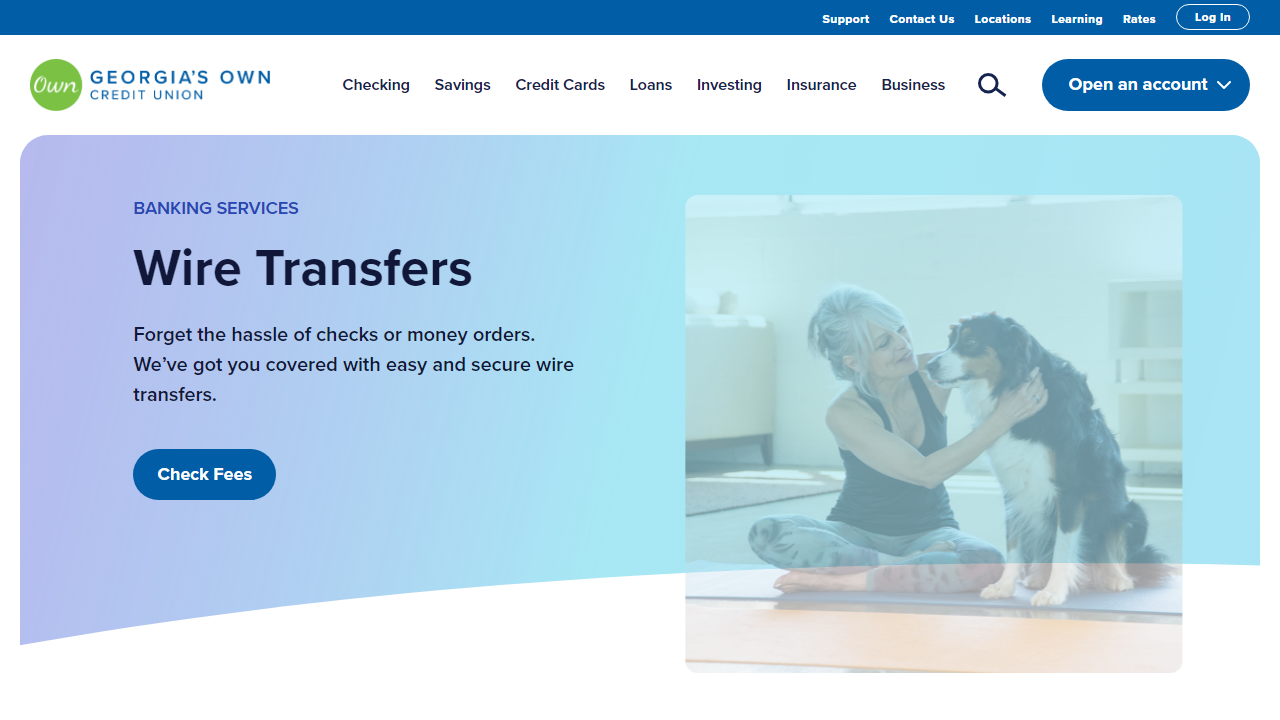 Support Contact Us Locations Learning Rates Log In
Own GEORGIA'S OWN
CREDIT UNION
Checking Savings Credit Cards Loans Investing Insurance Business Open an account
BANKING SERVICES
Wire Transfers
Forget the hassle of checks or money orders.
We’ve got you covered with easy and secure wire
transfers.
Check Fees